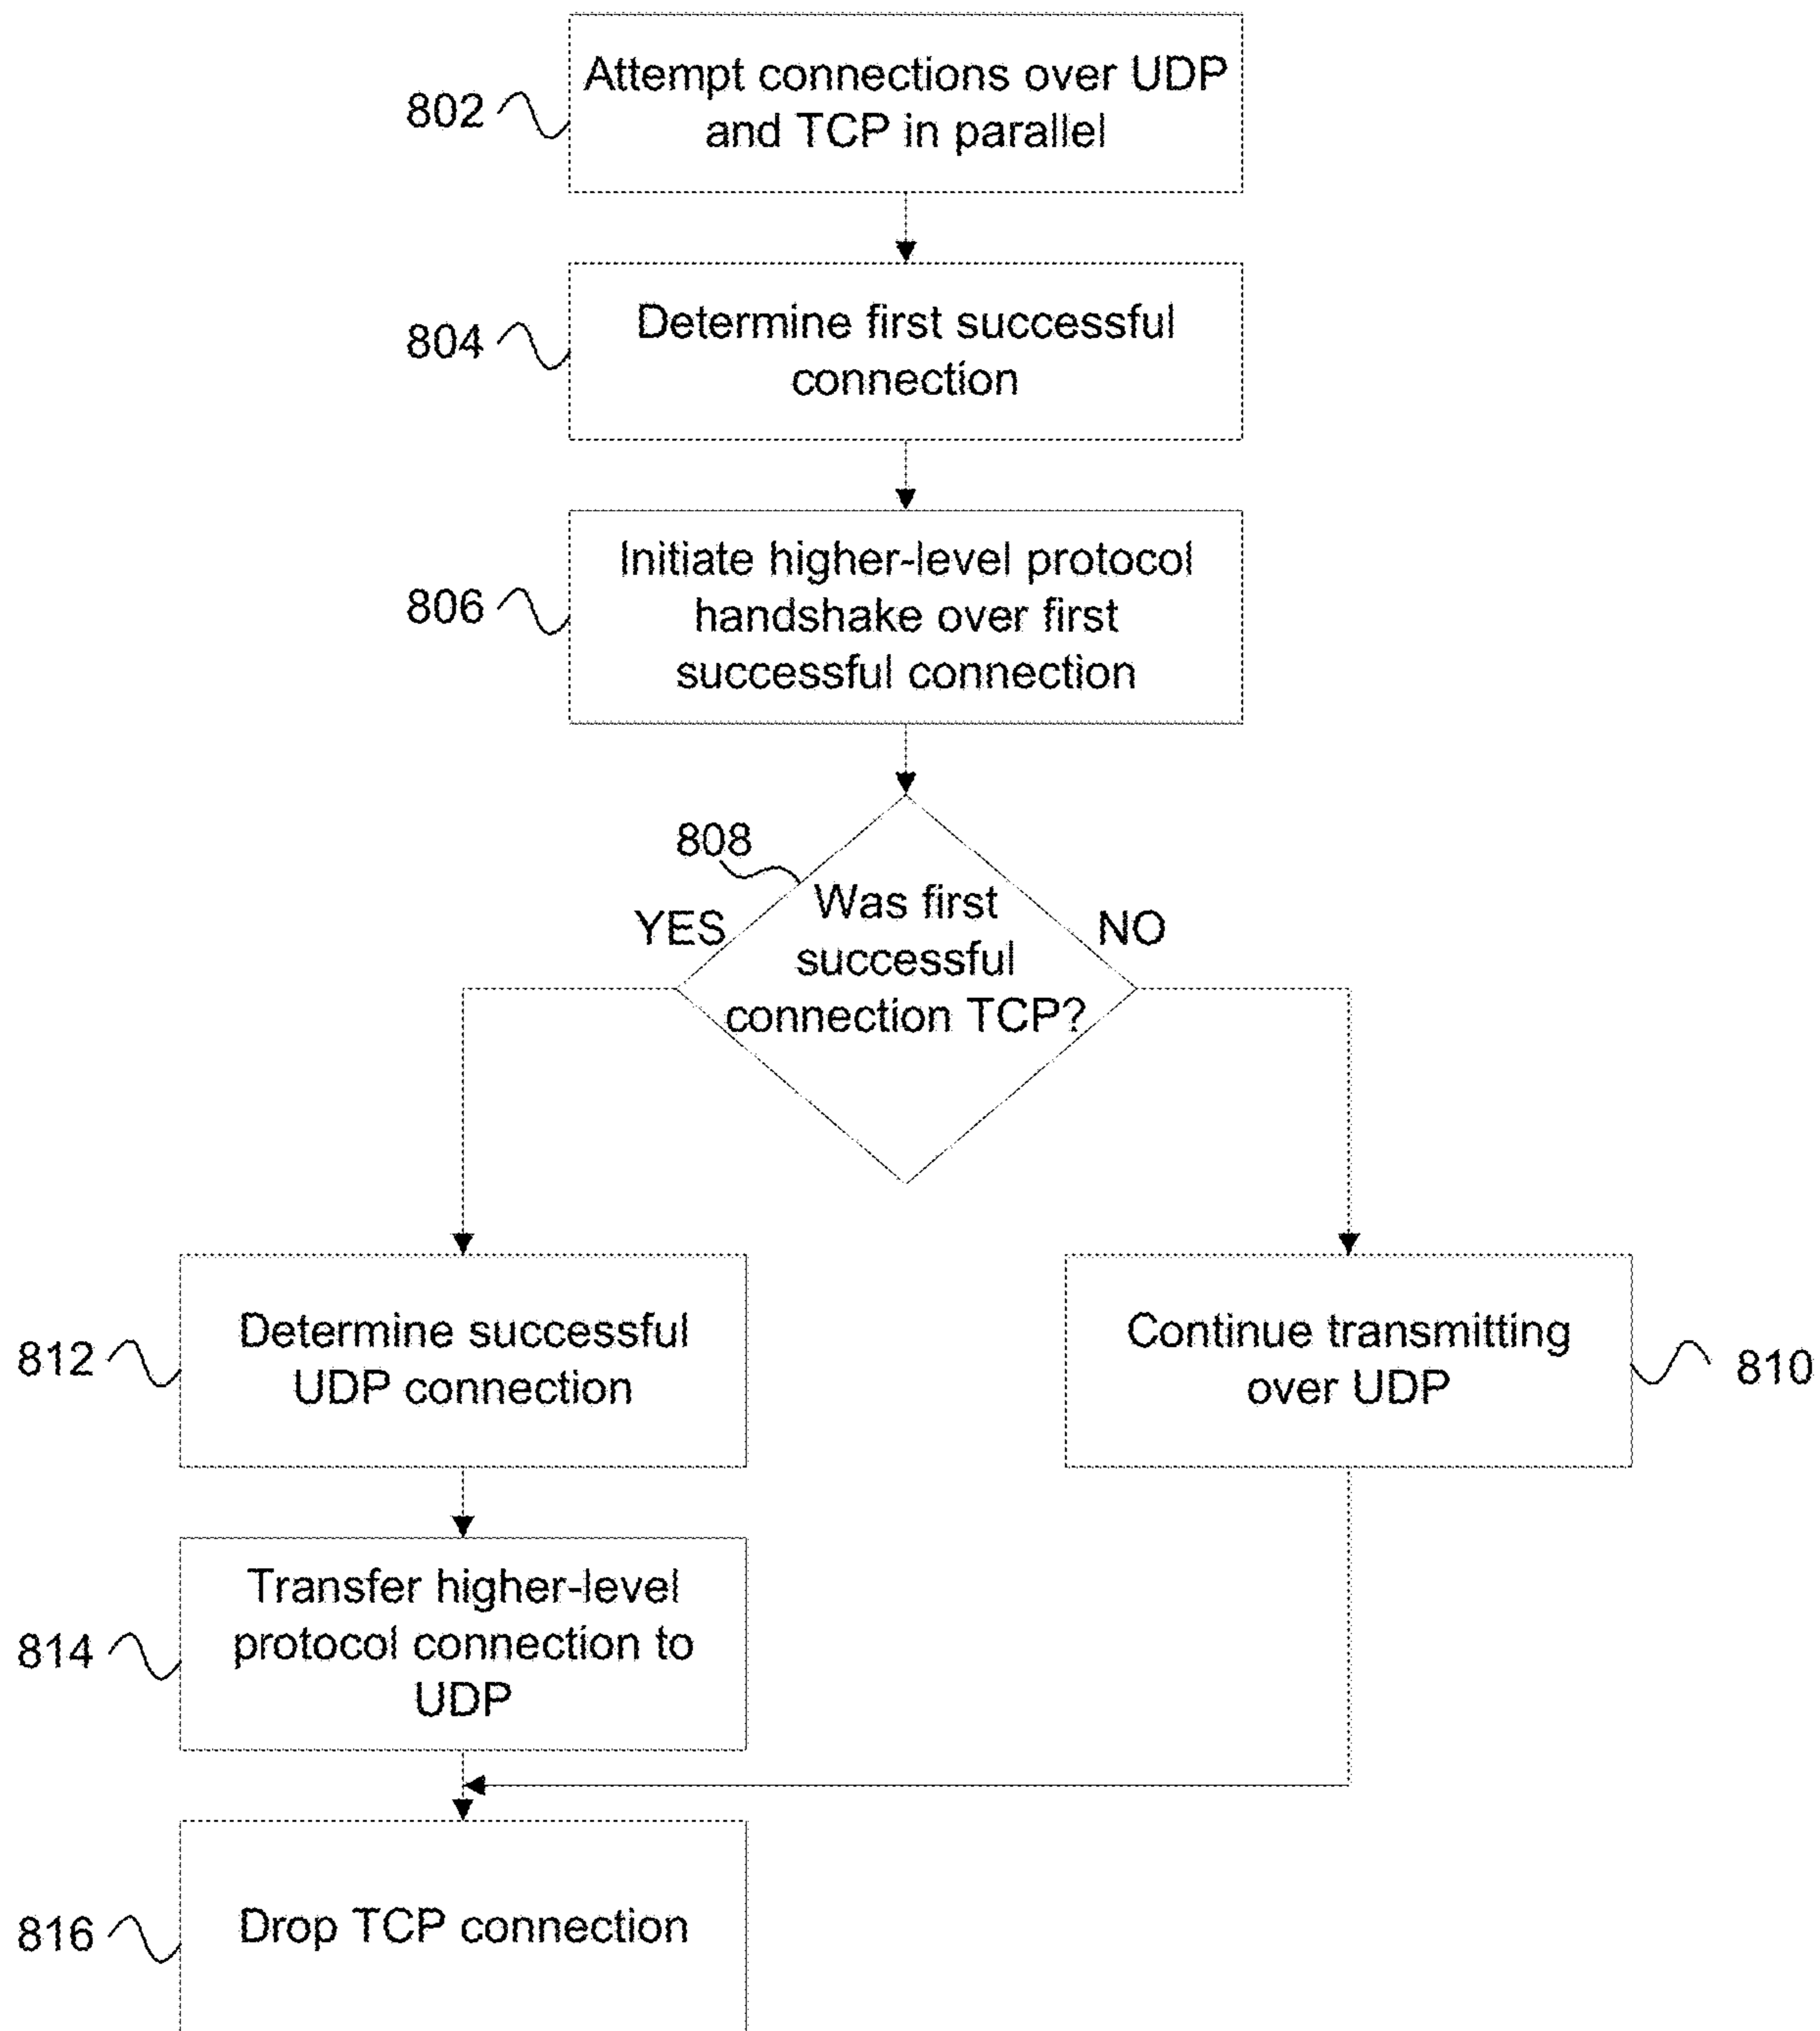 802
Attempt connections over UDP
and TCP in parallel
804
Determine first successful
connection
806
Initiate higher-level protocol
handshake over first
successful connection
808
YES
Was first
successful
connection TCP?
NO
812
Determine successful
UDP connection
Continue transmitting
over UDP
810
814
Transfer higher-level
protocol connection to
UDP
816
Drop TCP connection